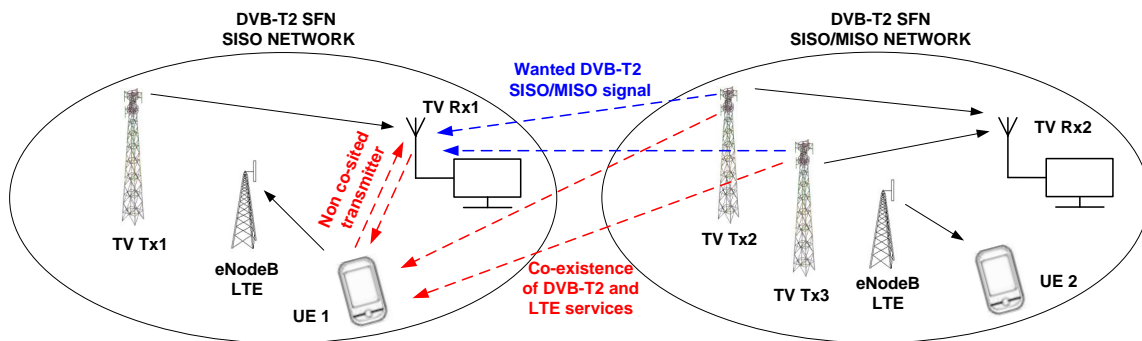 DVB-T2 SFN
SISO NETWORK
DVB-T2 SFN
SISO/MISO NETWORK
Wanted DVB-T2
SISO/MISO signal
TV Rx1
TV Rx2
Non co-sited
transmitter
TV Tx1
eNodeB
LTE
UE 1
Co-existence
of DVB-T2 and
LTE services
TV Tx2
TV Tx3
eNodeB
LTE
UE 2